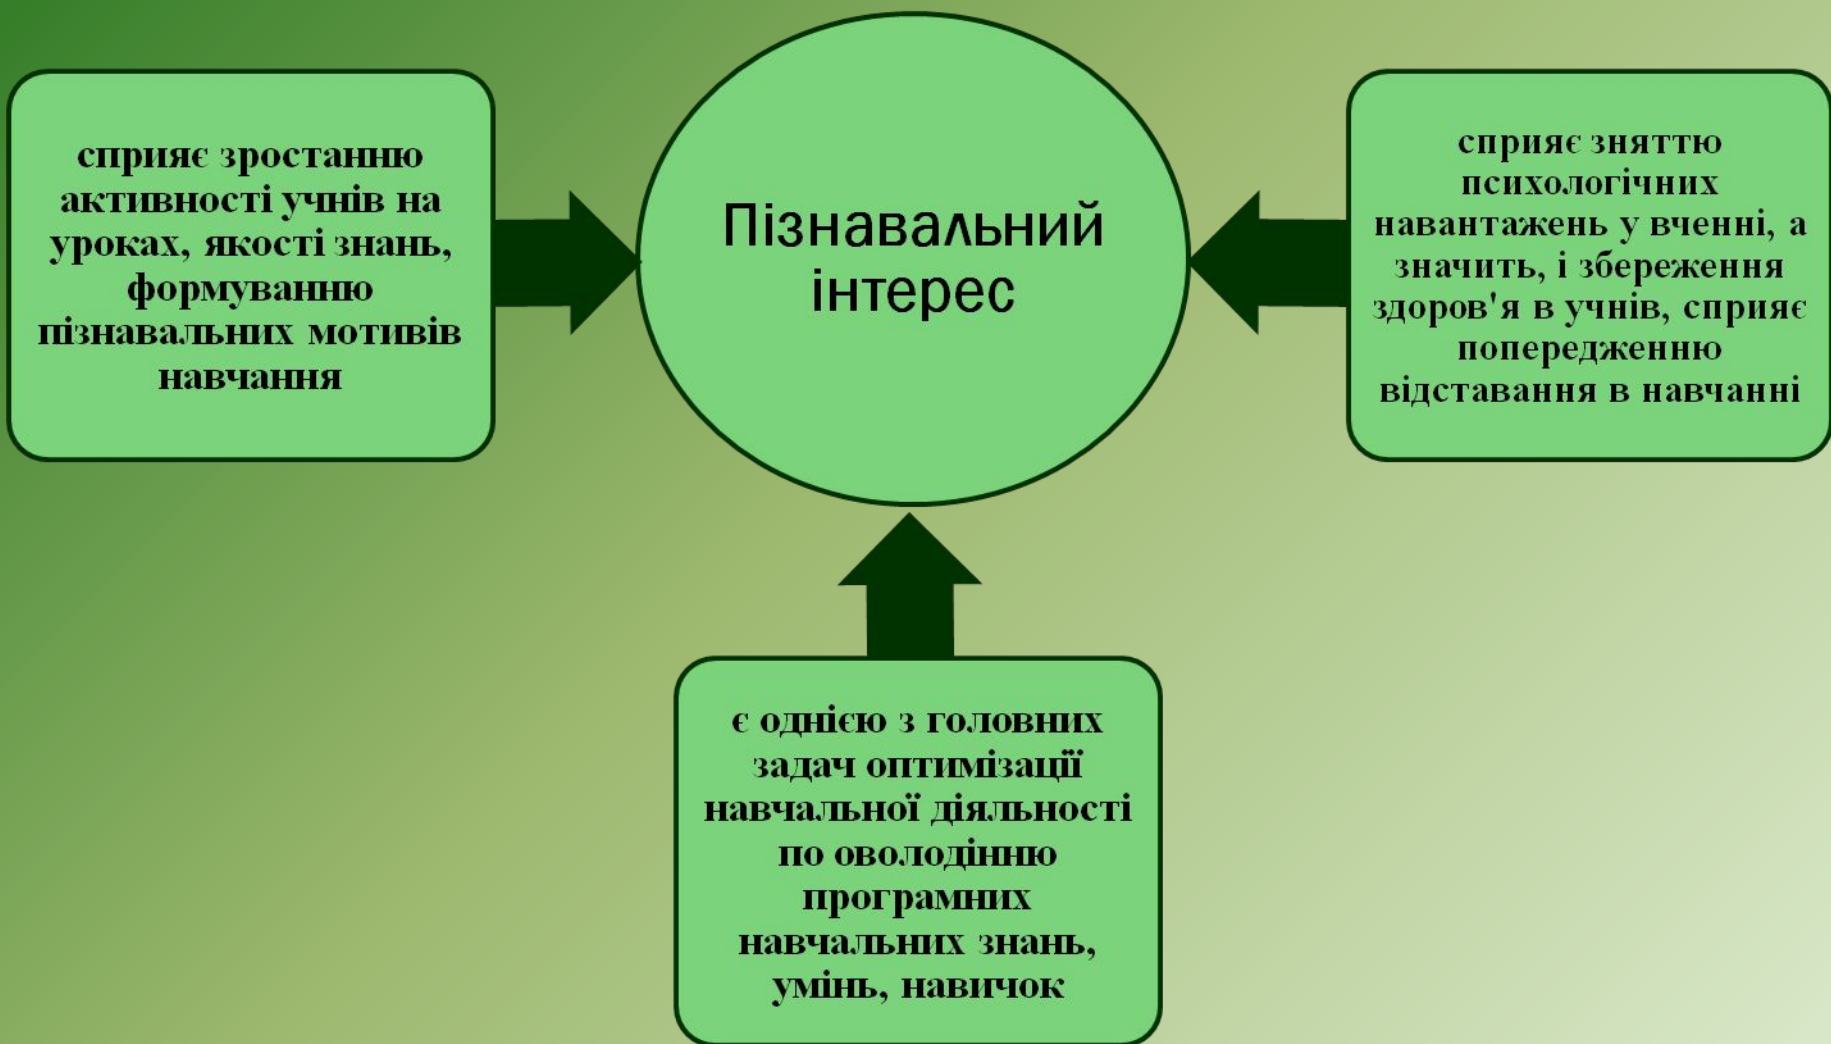 сприяє зростанню
активності учнів на
уроках, якості знань,
формуванню
пізнавальних мотивів
навчання
Пізнавальний
інтерес
сприяє зняттю
психологічних
навантажень у вченні, а
значить, і збереження
здоров'я в учнів, сприяє
попередженню
відставання в навчанні
є однією з головних
задач оптимізації
навчальної діяльності
по оволодінню
програмних
навчальних знань,
умінь, навичок